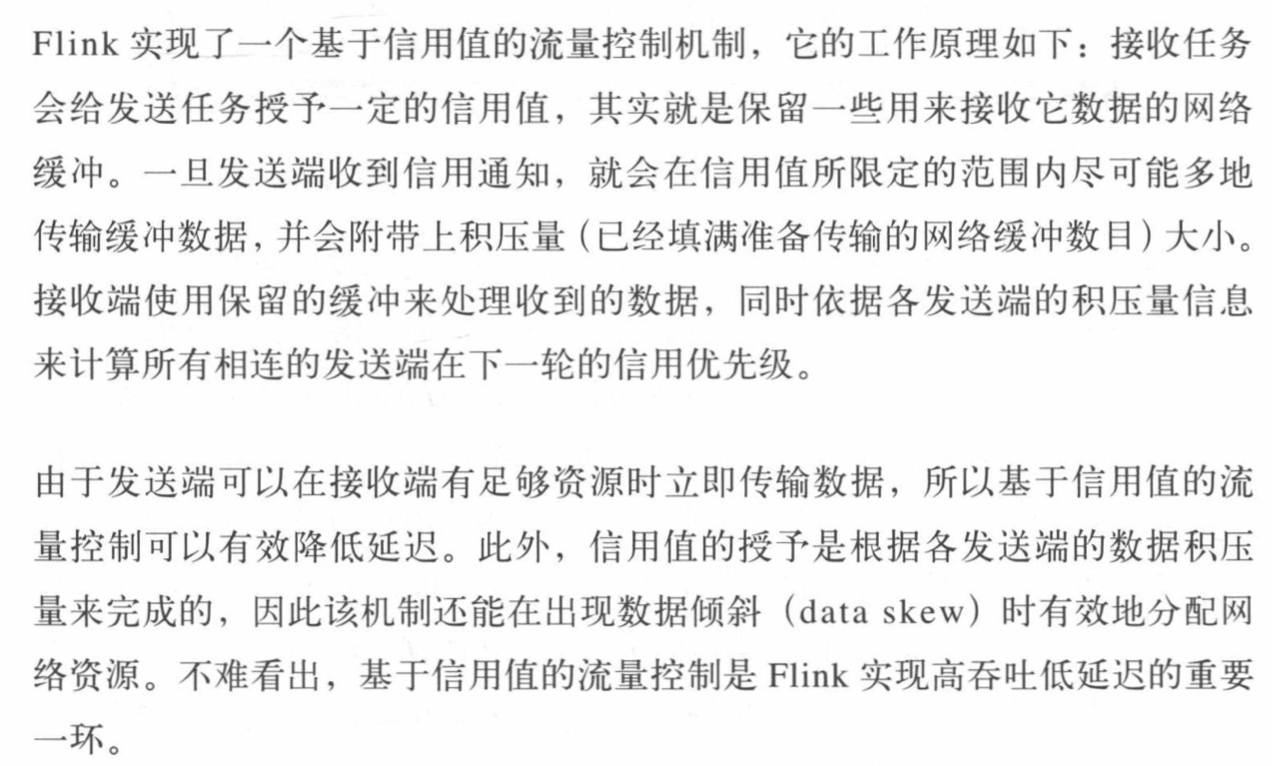 Flink 实现了一个基于信用值的流量控制机制，它的工作原理如下：接收任务
会给发送任务授予一定的信用值，其实就是保留一些用来接收它数据的网络
缓冲。一旦发送端收到信用通知，就会在信用值所限定的范围内尽可能多地
传输缓冲数据，并会附带上积压量（已经填满准备传输的网络缓冲数目）大小。
接收端使用保留的缓冲来处理收到的数据，同时依据各发送端的积压量信息
来计算所有相连的发送端在下一轮的信用优先级。
由于发送端可以在接收端有足够资源时立即传输数据，所以基于信用值的流
量控制可以有效降低延迟。此外，信用值的授予是根据各发送端的数据积压
量来完成的，因此该机制还能在出现数据倾斜（data skew）时有效地分配网
络资源。不难看出，基于信用值的流量控制是 Flink 实现高吞吐低延迟的重要
一环。